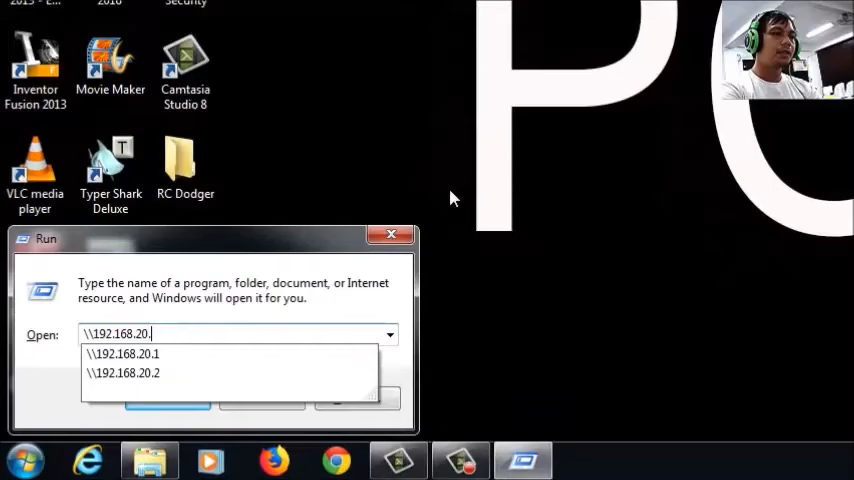 2013 - E...
2016
Security
Inventor
Fusion 2013
Movie Maker
Camtasia
Studio 8
T
VLC media
player
Typer Shark
Deluxe
RC Dodger
PC
Run
Type the name of a program, folder, document, or Internet
resource, and Windows will open it for you.
Open:
\\192.168.20.
\\192.168.20.1
\\192.168.20.2